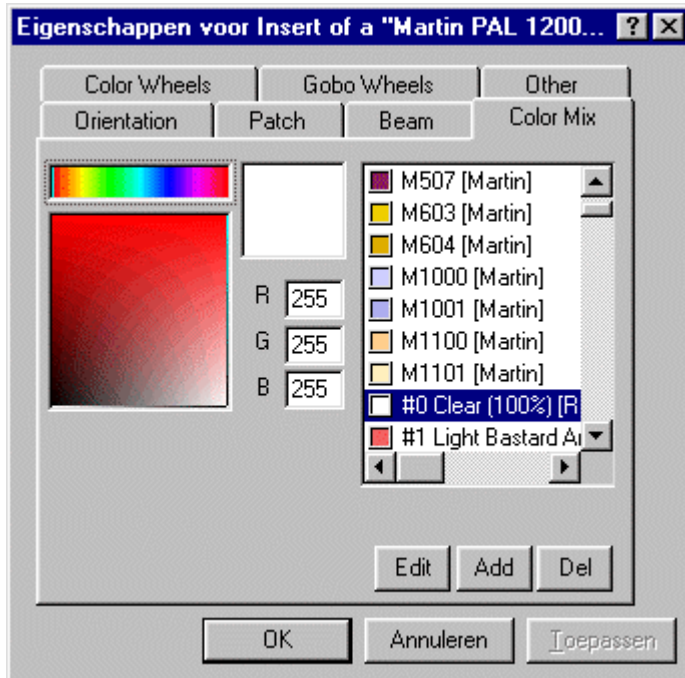 Eigenschappen voor Insert of a "Martin PAL 1200...
Color Wheels Gobo Wheels Other
Orientation Patch Beam Color Mix
M507 [Martin]
M603 [Martin]
M604 [Martin]
M1000 [Martin]
M1001 [Martin]
M1100 [Martin]
M1101 [Martin]
#0 Clear (100%) [R
#1 Light Bastard A
R 255
G 255
B 255
Edit Add Del
OK Annuleren Toepassen